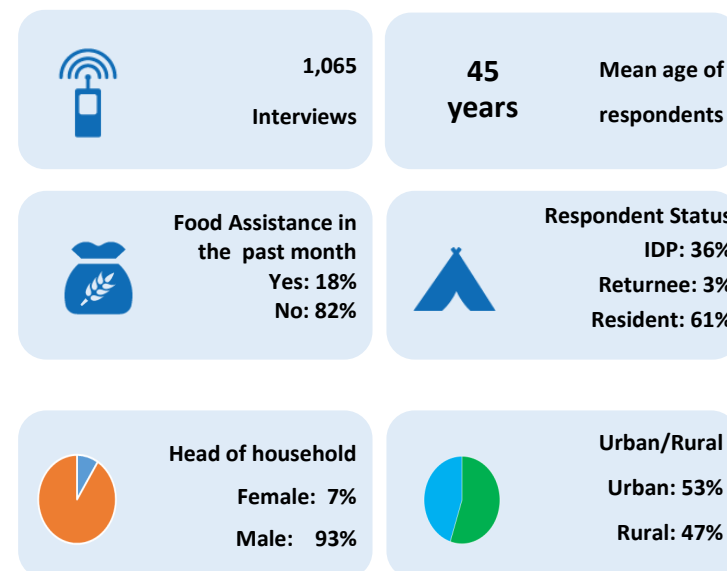 1,065
Interviews
45
years
Mean age of
respondents
Food Assistance in
the past month
Yes: 18%
No: 82%
Respondent Status
IDP: 36%
Returnee: 3%
Resident: 61%
Head of household
Female: 7%
Male: 93%
Urban/Rural
Urban: 53%
Rural: 47%